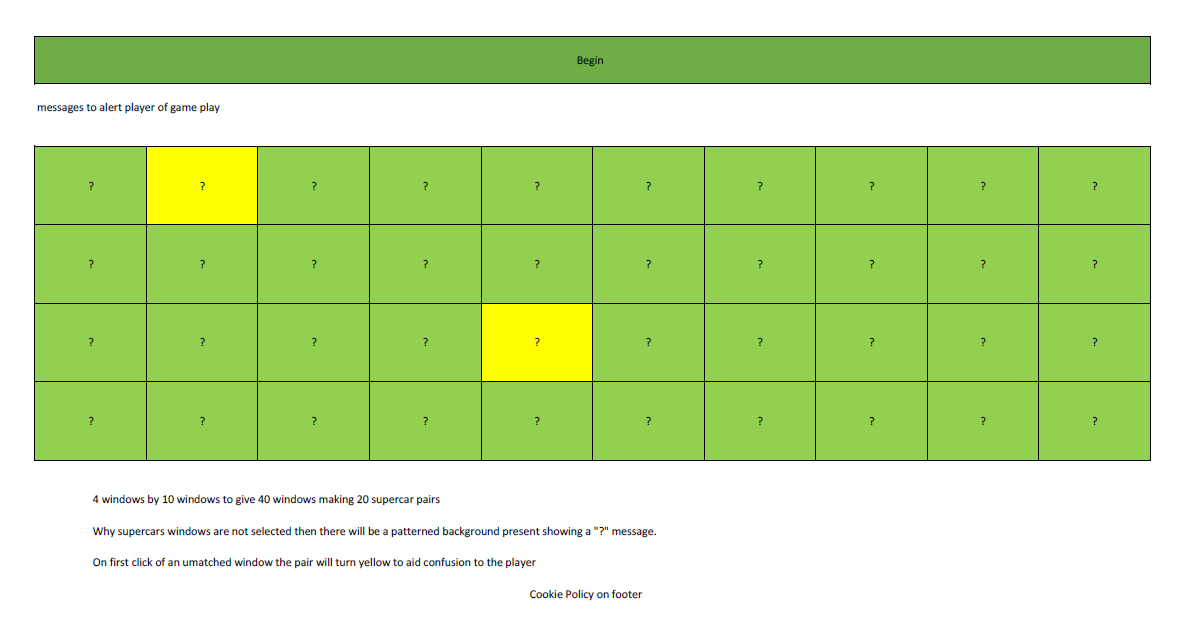 Begin
messages to alert player of game play
? ? ? ? ? ? ? ? ? ?
? ? ? ? ? ? ? ? ? ?
? ? ? ? ? ? ? ? ? ?
? ? ? ? ? ? ? ? ? ?
4 windows by 10 windows to give 40 windows making 20 supercar pairs
Why supercars windows are not selected then there will be a patterned background present showing a "?" message.
On first click of an umatched window the pair will turn yellow to aid confusion to the player
Cookie Policy on footer